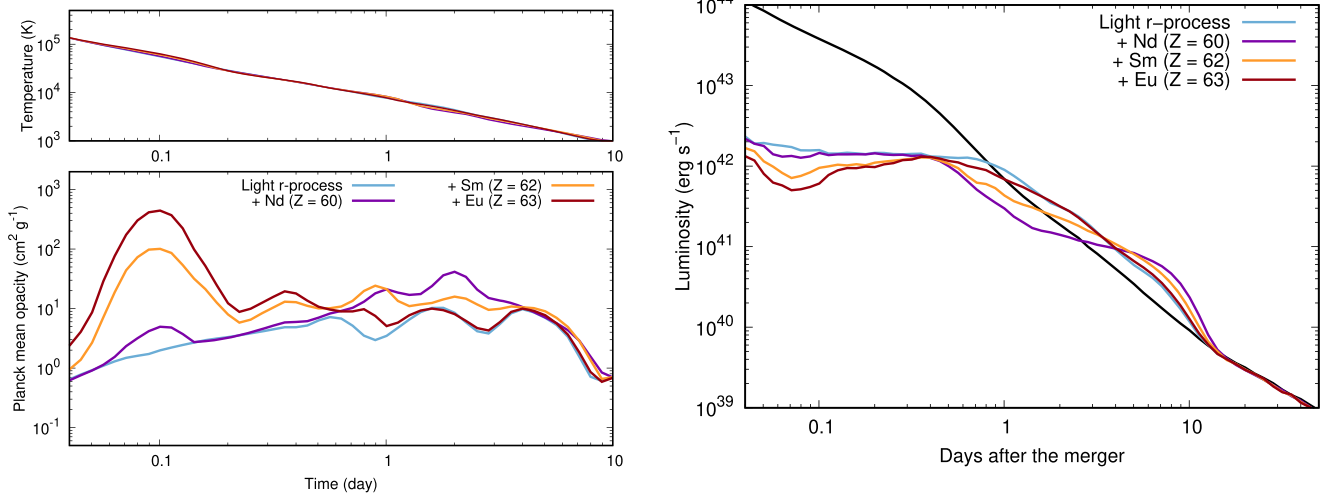 Temperature (K)
10^5
10^4
10^3
0.1 1 10
Planck mean opacity (cm^2 g^-1)
10^3
10^2
10^1
10^0
10^-1
Light r-process
+ Nd (Z = 60)
+ Sm (Z = 62)
+ Eu (Z = 63)
0.1 1 10
Time (day)
Luminosity (erg s^-1)
10^44
10^43
10^42
10^41
10^40
10^39
Light r-process
+ Nd (Z = 60)
+ Sm (Z = 62)
+ Eu (Z = 63)
0.1 1 10
Days after the merger